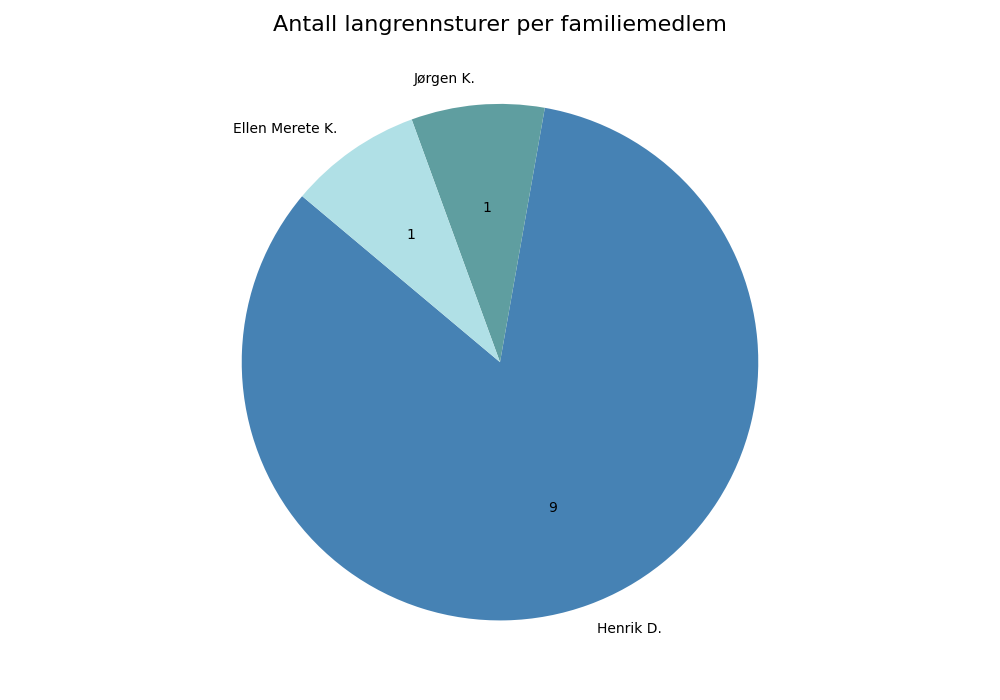 Antall langrennsturer per familiemedlem
Jørgen K.
Ellen Merete K.
1
1
9
Henrik D.